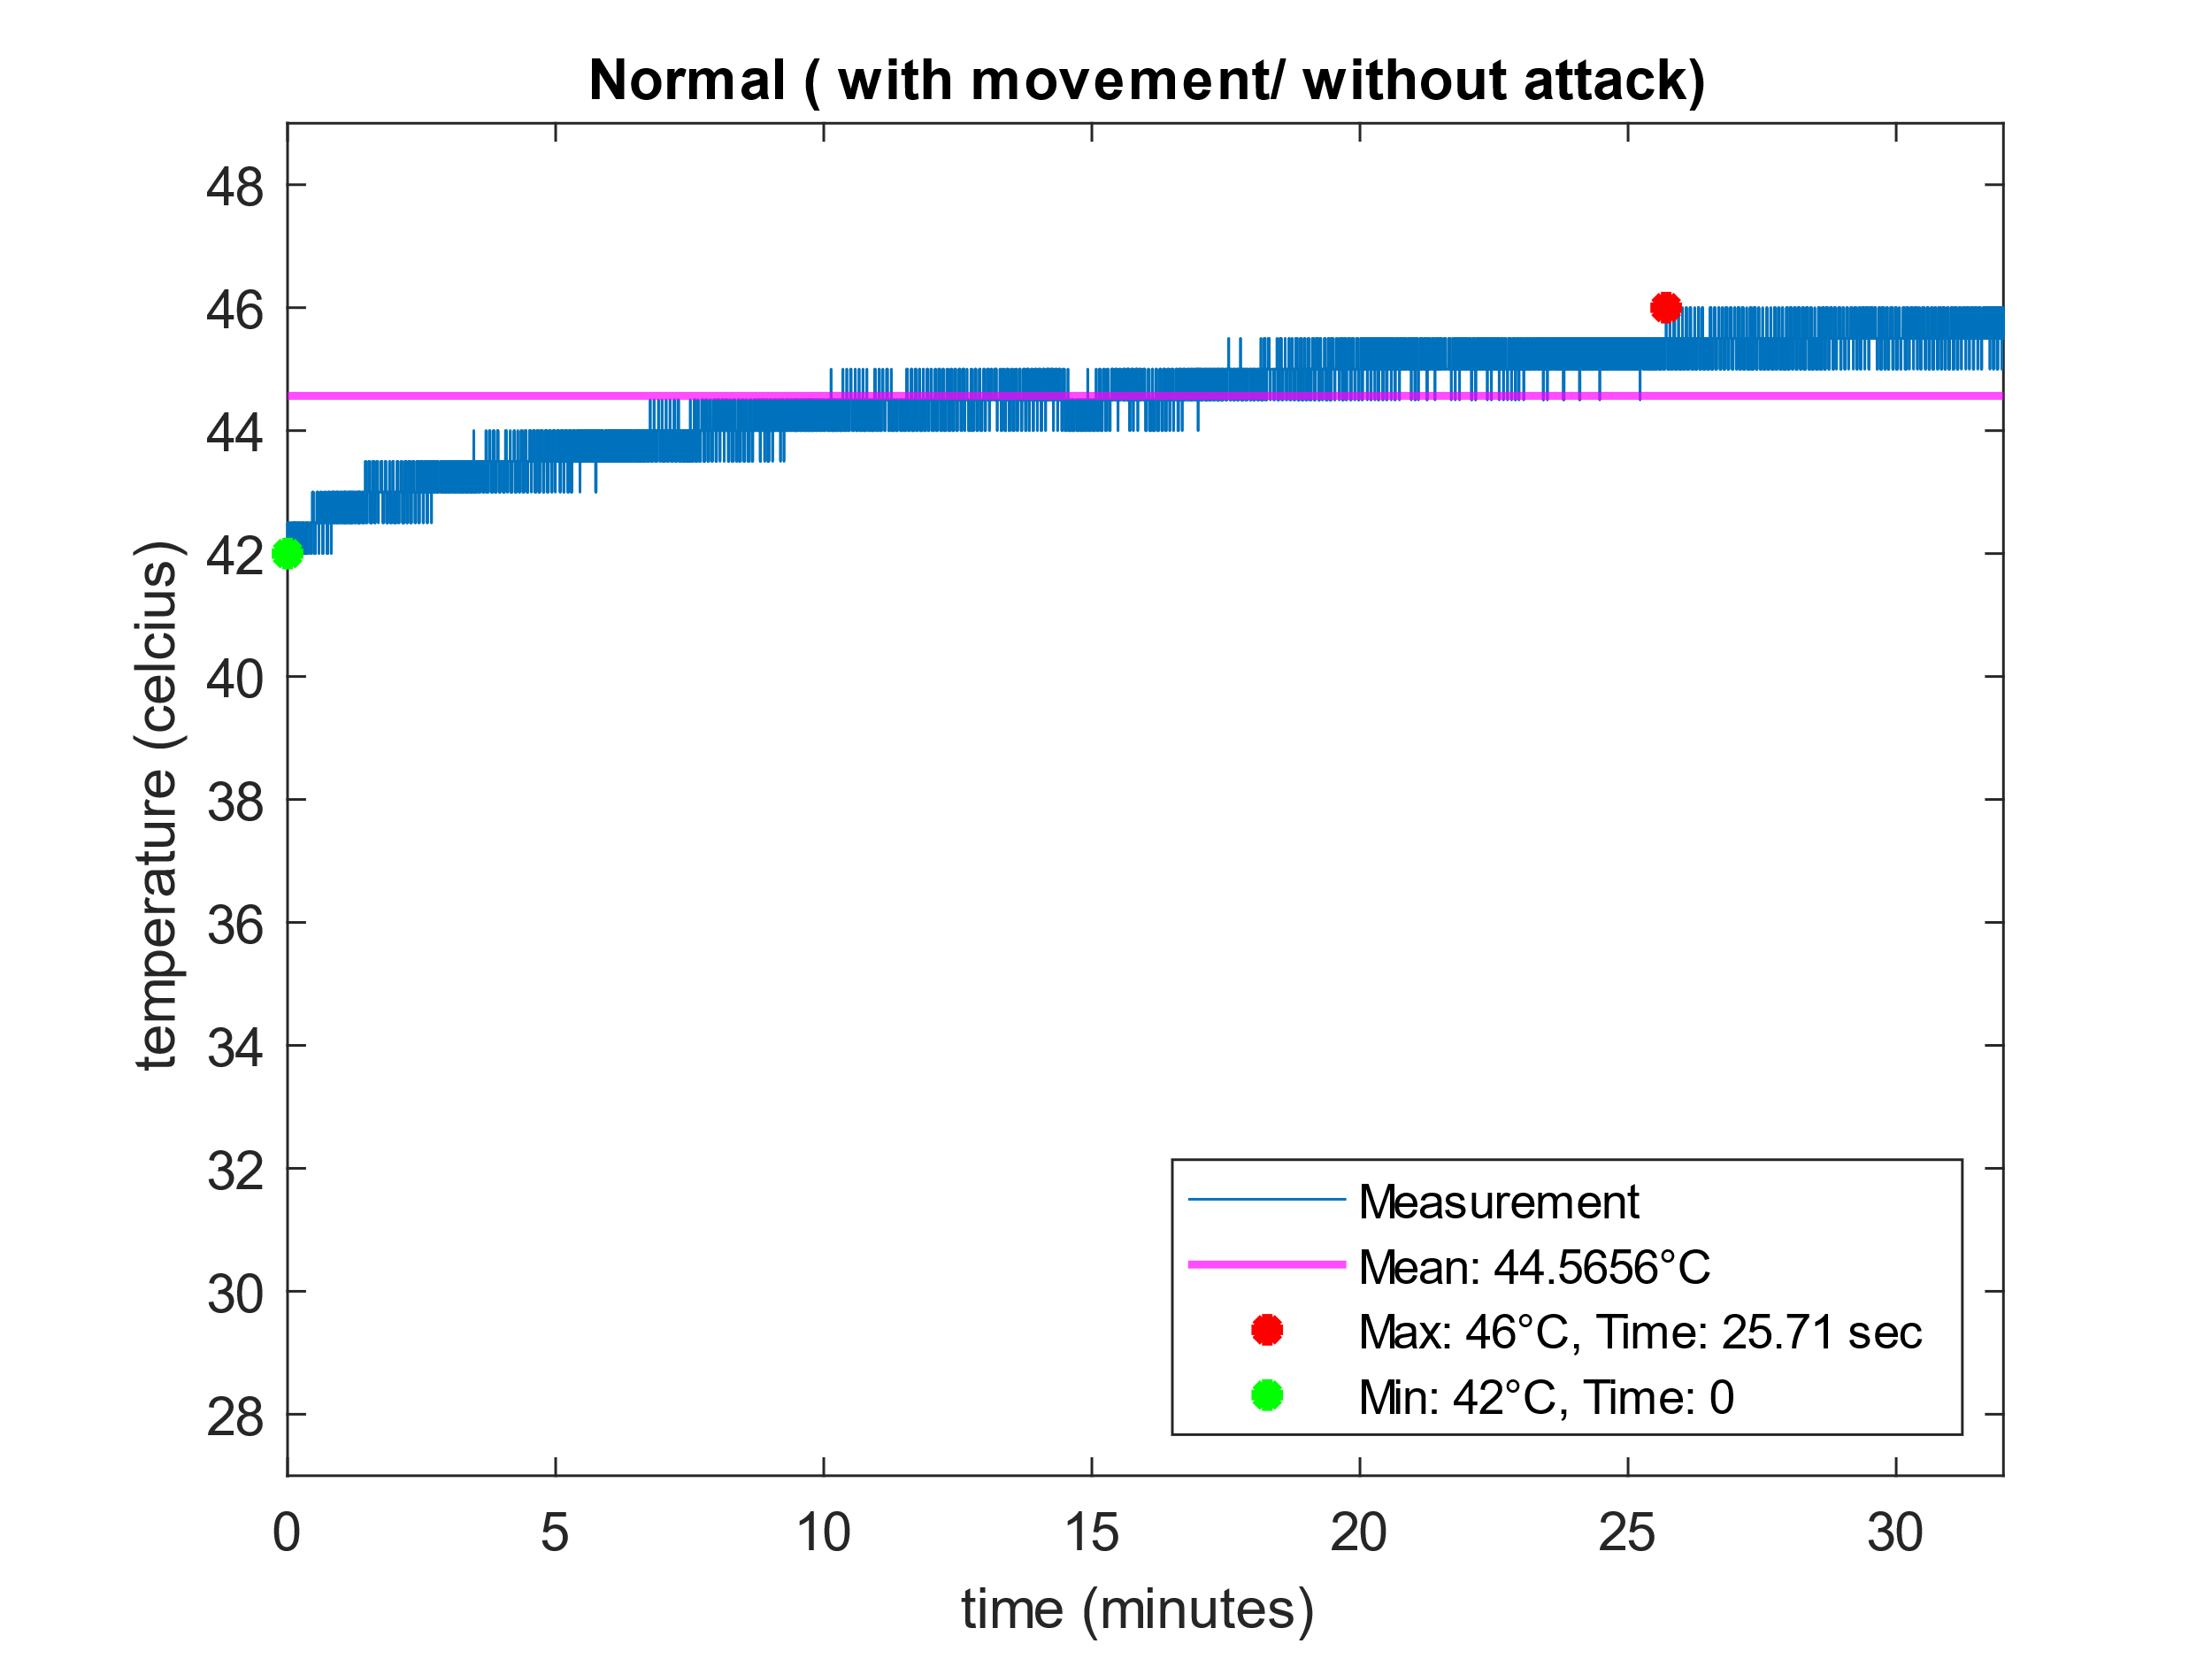 Normal ( with movement/ without attack)
48
46
44
42
40
38
36
34
32
30
28
temperature (celcius)
Measurement
Mean: 44.5656°C
Max: 46°C, Time: 25.71 sec
Min: 42°C, Time: 0
0 5 10 15 20 25 30
time (minutes)